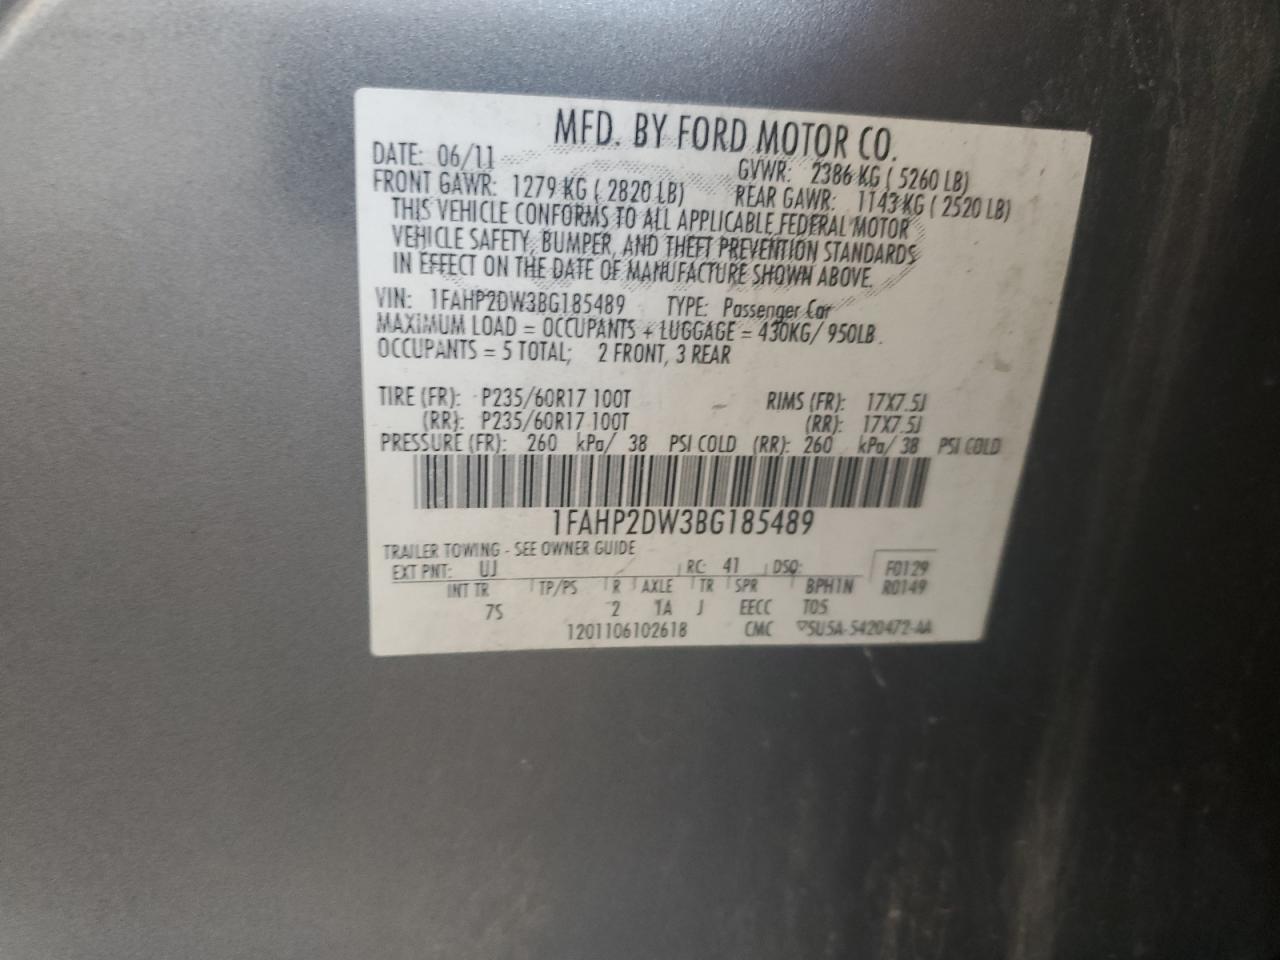 MFD. BY FORD MOTOR CO.
DATE: 06/11 GVWR: 2386 KG ( 5260 LB)
FRONT GAWR: 1279 KG ( 2820 LB) REAR GAWR: 1143 KG ( 2520 LB)
THIS VEHICLE CONFORMS TO ALL APPLICABLE FEDERAL MOTOR
VEHICLE SAFETY, BUMPER, AND THEFT PREVENTION STANDARDS
IN EFFECT ON THE DATE OF MANUFACTURE SHOWN ABOVE.
VIN: 1FAHP2DW3BG185489 TYPE: Passenger Car
MAXIMUM LOAD = OCCUPANTS + LUGGAGE = 430KG/ 950LB
OCCUPANTS = 5 TOTAL; 2 FRONT, 3 REAR
TIRE (FR): P235/60R17 100T RIMS (FR): 17X7.5J
(RR): P235/60R17 100T (RR): 17X7.5J
PRESSURE (FR): 260 kPa/ 38 PSI COLD (RR): 260 kPa/ 38 PSI COLD
1FAHP2DW3BG185489
TRAILER TOWING - SEE OWNER GUIDE
EXT PNT: UJ RC: 41 DSO: F0129
INT TR TP/PS R AXLE TR SPR BPH1N R0149
7S 2 TA J EECC T05
1201106102618 CMC 5U5A-5420472-AA